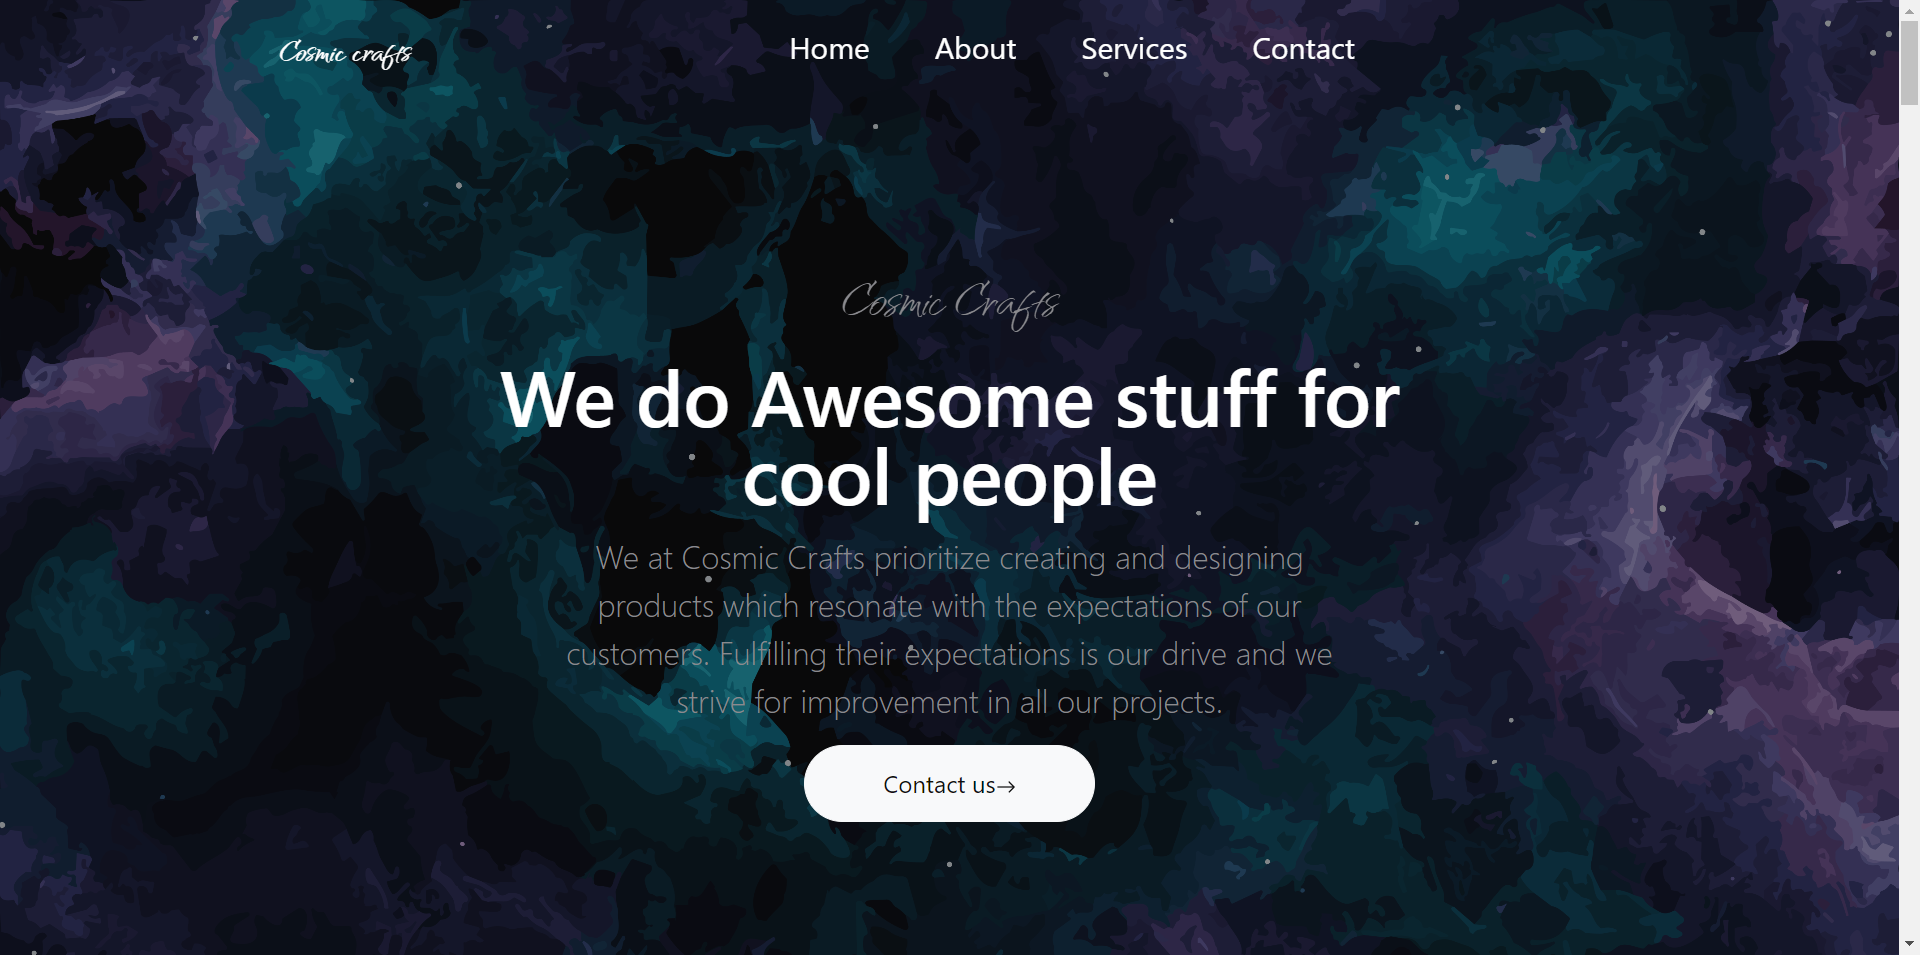 Cosmic crafts
Home About Services Contact
Cosmic Crafts
We do Awesome stuff for
cool people
We at Cosmic Crafts prioritize creating and designing
products which resonate with the expectations of our
customers. Fulfilling their expectations is our drive and we
strive for improvement in all our projects.
Contact us→